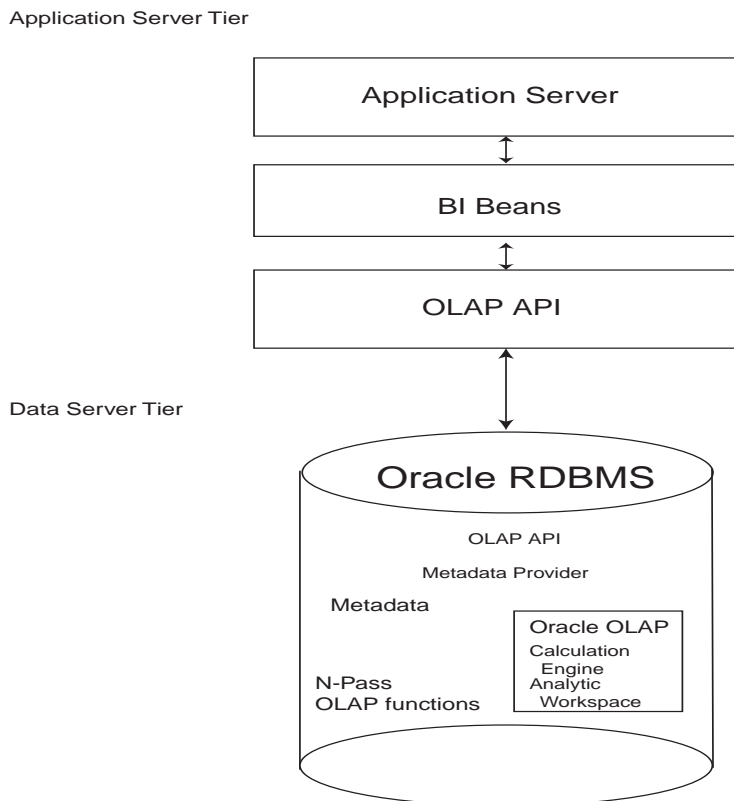 Application Server Tier
Application Server
BI Beans
OLAP API
Data Server Tier
Oracle RDBMS
OLAP API
Metadata Provider
Metadata
Oracle OLAP
Calculation
Engine
Analytic
Workspace
N-Pass
OLAP functions